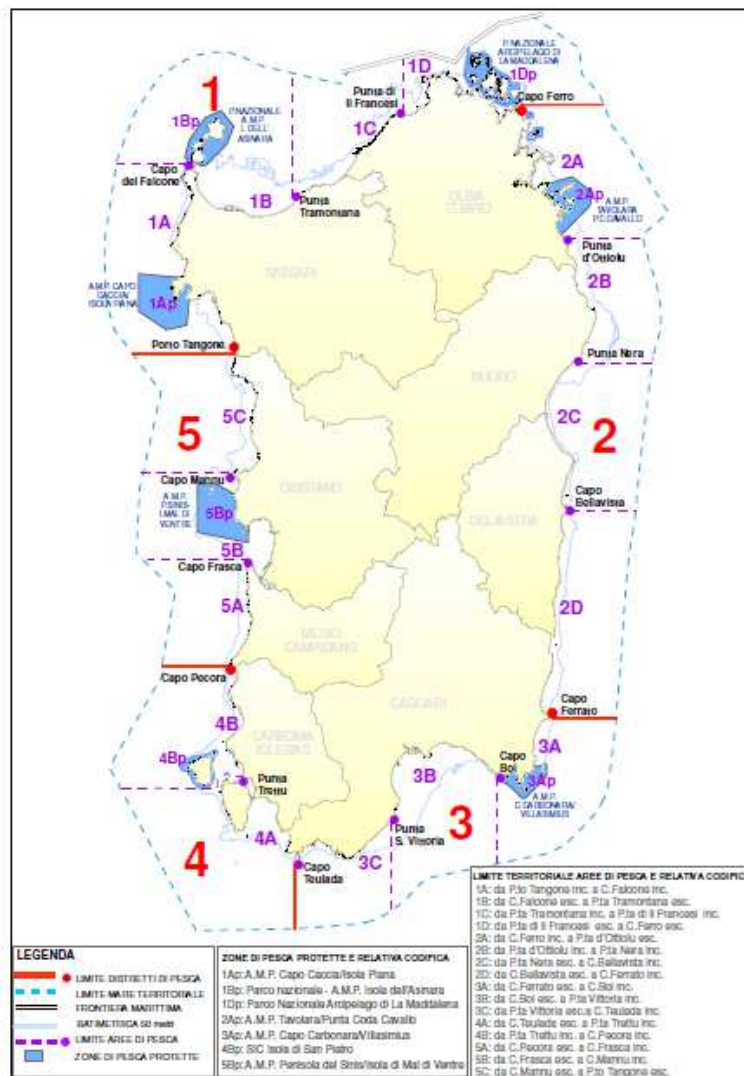 P.NAZIONALE
ARCIPELAGO DI
LA MADDALENA
1D
1Dp
Punta di
li Francesi
Capo Ferro
1
1Bp
P.NAZIONALE
A.M.P.
I. DELL'
ASINARA
1C
Capo
del Falcone
2A
OLBIA
TEMPIO
2Ap
A.M.P.
TAVOLARA
P.C.CAVALLO
1B
Punta
Tramontana
1A
Punta
d'Ottiolu
A.M.P. CAPO
CACCIA/
ISOLA PIANA
1Ap
SASSARI
2B
Porto Tangone
Punta Nera
NUORO
5
5C
2C
2
Capo Mannu
ORISTANO
A.M.P.
P.SINIS-
I.MAL DI
VENTRE
5Bp
OGLIASTRA
Capo
Bellavista
5B
Capo Frasca
5A
2D
MEDIO
CAMPIDANO
Capo Pecora
CAGLIARI
Capo
Ferrato
4B
CARBONIA
IGLESIAS
4Bp
3A
Capo
Boi
3B
3Ap
Punta
Trettu
A.M.P.
C.CARBONARA/
VILLASIMIUS
3
4
4A
Punta
S. Vittoria
3C
Capo
Teulada
LIMITE TERRITORIALE AREE DI PESCA E RELATIVA CODIFICA
1A: da P.to Tangone inc. a C.Falcone inc.
1B: da C.Falcone esc. a P.ta Tramontana esc.
1C: da P.ta Tramontana inc. a P.ta di li Francesi inc.
1D: da P.ta di li Francesi esc. a C.Ferro esc.
2A: da C.Ferro inc. a P.ta d'Ottiolu esc.
2B: da P.ta d'Ottiolu inc. a P.ta Nera inc.
2C: da P.ta Nera esc. a C.Bellavista inc.
2D: da C.Bellavista esc. a C.Ferrato inc.
3A: da C.Ferrato esc. a C.Boi inc.
3B: da C.Boi esc. a P.ta Vittoria inc.
3C: da P.ta Vittoria esc.a C.Teulada inc.
4A: da C.Teulada esc. a P.ta Trettu inc.
4B: da P.ta Trettu inc. a C.Pecora inc.
5A: da C.Pecora esc. a C.Frasca inc.
5B: da C.Frasca esc. a C.Mannu inc.
5C: da C.Mannu esc. a P.to Tangone esc.
LEGENDA
LIMITE DISTRETTI DI PESCA
LIMITE MARE TERRITORIALE
FRONTIERA MARITTIMA
BATIMETRICA 50 metri
LIMITE AREE DI PESCA
ZONE DI PESCA PROTETTE
ZONE DI PESCA PROTETTE E RELATIVA CODIFICA
1Ap: A.M.P. Capo Caccia/Isola Piana
1Bp: Parco nazionale - A.M.P. Isola dell'Asinara
1Dp: Parco Nazionale Arcipelago di La Maddalena
2Ap: A.M.P. Tavolara/Punta Coda Cavallo
3Ap: A.M.P. Capo Carbonara/Villasimius
4Bp: SIC Isola di San Pietro
5Bp: A.M.P. Penisola del Sinis/Isola di Mal di Ventre